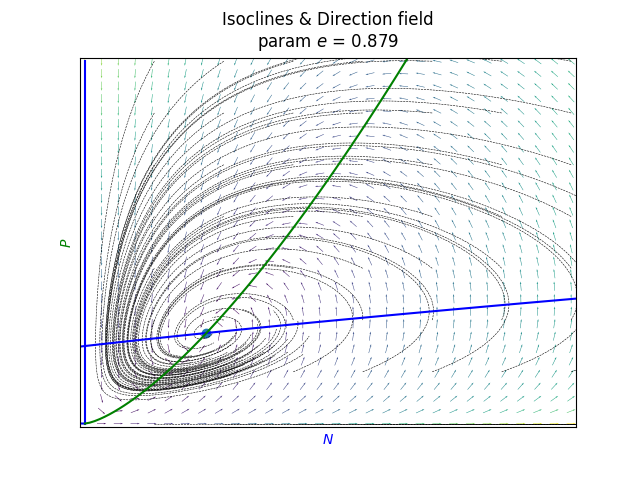 Isoclines & Direction field
param e = 0.879
P
N